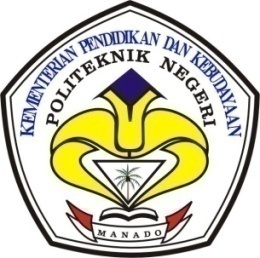 KEMENTERIAN PENDIDIKAN DAN KEBUDAYAAN
POLITEKNIK NEGERI
MANADO